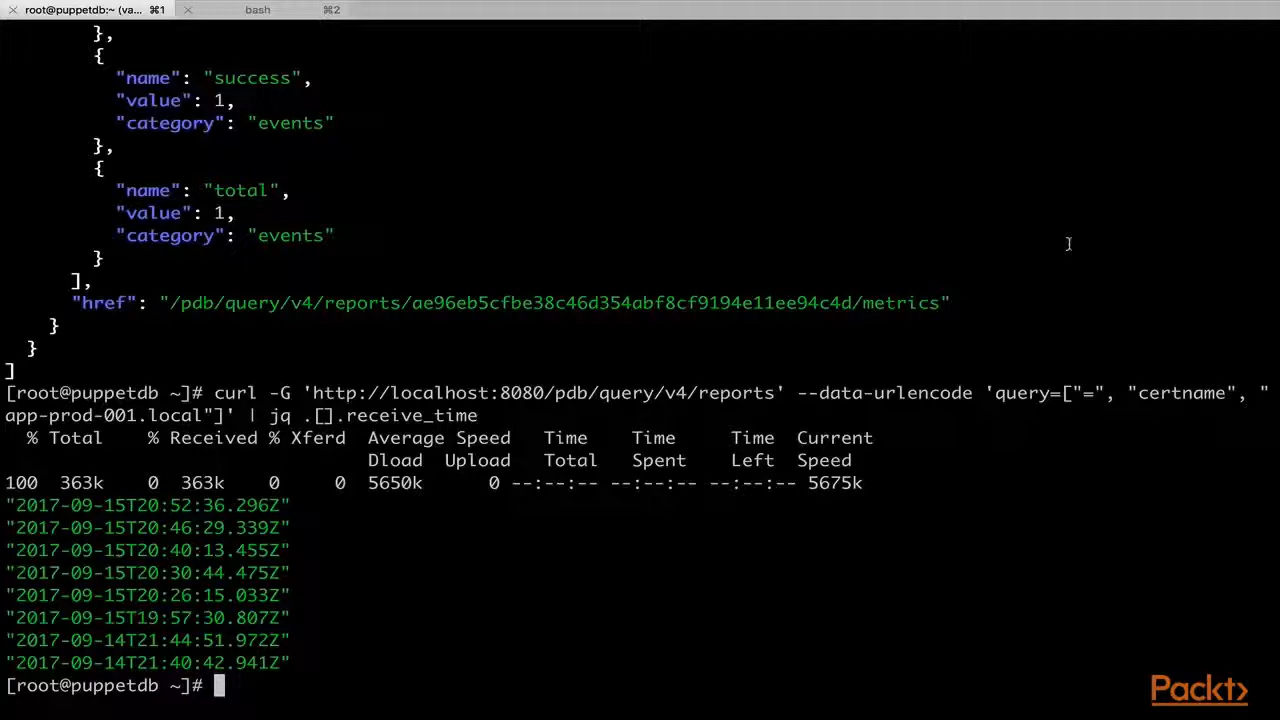 root@puppetdb:~ (va... ⌘1 bash ⌘2
},
{
"name": "success",
"value": 1,
"category": "events"
},
{
"name": "total",
"value": 1,
"category": "events"
}
],
"href": "/pdb/query/v4/reports/ae96eb5cfbe38c46d354abf8cf9194e11ee94c4d/metrics"
}
}
]
[root@puppetdb ~]# curl -G 'http://localhost:8080/pdb/query/v4/reports' --data-urlencode 'query=["=", "certname", "
app-prod-001.local"]' | jq .[].receive_time
% Total % Received % Xferd Average Speed Time Time Time Current
Dload Upload Total Spent Left Speed
100 363k 0 363k 0 0 5650k 0 --:--:-- --:--:-- --:--:-- 5675k
"2017-09-15T20:52:36.296Z"
"2017-09-15T20:46:29.339Z"
"2017-09-15T20:40:13.455Z"
"2017-09-15T20:30:44.475Z"
"2017-09-15T20:26:15.033Z"
"2017-09-15T19:57:30.807Z"
"2017-09-14T21:44:51.972Z"
"2017-09-14T21:40:42.941Z"
[root@puppetdb ~]#
Packt>